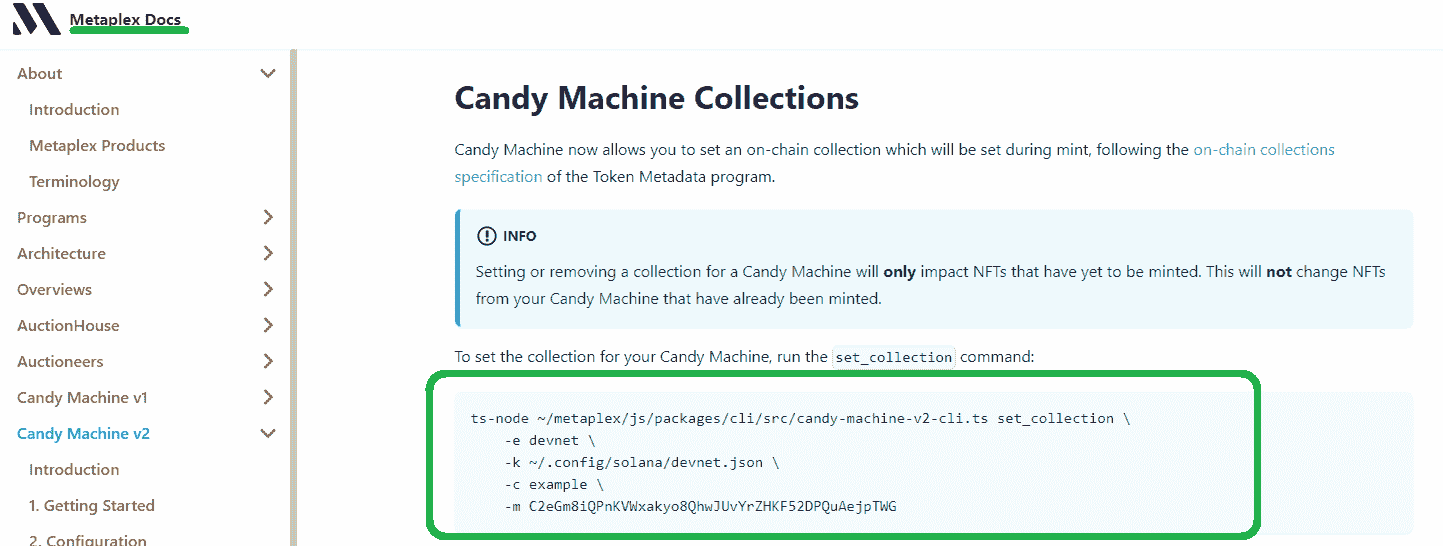 Metaplex Docs
About
Introduction
Metaplex Products
Terminology
Programs
Architecture
Overviews
AuctionHouse
Auctioneers
Candy Machine v1
Candy Machine v2
Introduction
1. Getting Started
2. Configuration
Candy Machine Collections
Candy Machine now allows you to set an on-chain collection which will be set during mint, following the on-chain collections
specification of the Token Metadata program.
INFO
Setting or removing a collection for a Candy Machine will only impact NFTs that have yet to be minted. This will not change NFTs
from your Candy Machine that have already been minted.
To set the collection for your Candy Machine, run the set_collection command:
ts-node ~/metaplex/js/packages/cli/src/candy-machine-v2-cli.ts set_collection \
-e devnet \
-k ~/.config/solana/devnet.json \
-c example \
-m C2eGm8iQPnKVWxakyo8QhwJUvYrZHKF52DPQuAejpTWG